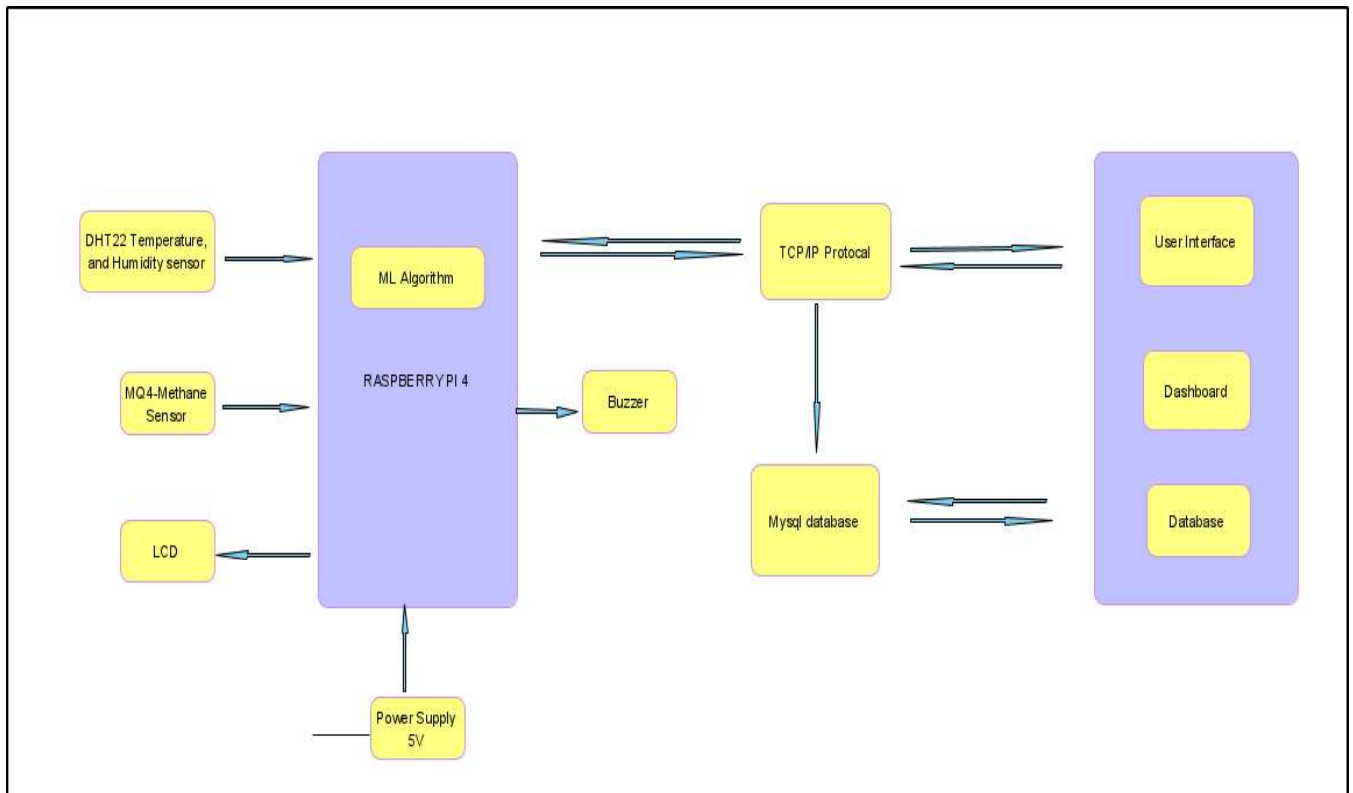 DHT22 Temperature,
and Humidity sensor
ML Algorithm
RASPBERRY PI 4
MQ4-Methane
Sensor
LCD
Power Supply
5V
Buzzer
TCP/IP Protocal
Mysql database
User Interface
Dashboard
Database